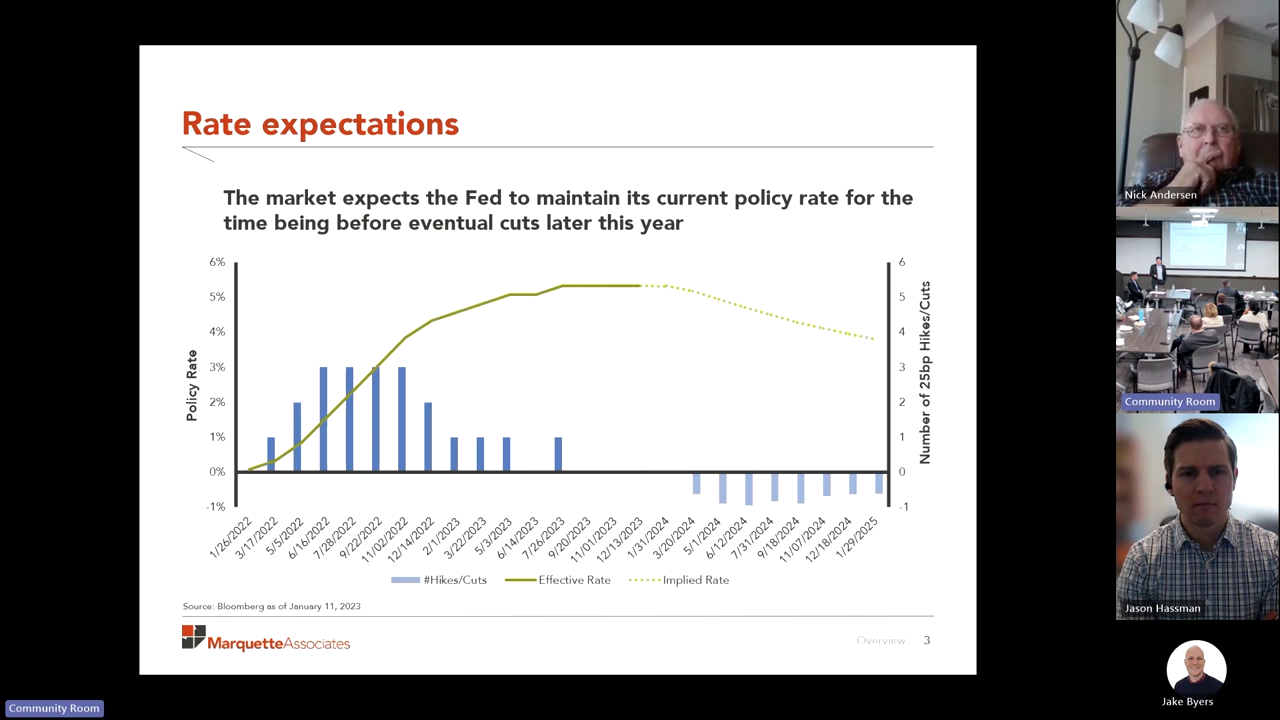 Rate expectations
The market expects the Fed to maintain its current policy rate for the
time being before eventual cuts later this year
Policy Rate
6%
5%
4%
3%
2%
1%
0%
-1%
6
5
4
3
2
1
0
-1
Number of 25bp Hikes/Cuts
1/26/2022
3/17/2022
5/5/2022
6/16/2022
7/28/2022
9/22/2022
11/02/2022
12/14/2022
2/1/2023
3/22/2023
5/3/2023
6/14/2023
7/26/2023
9/20/2023
11/01/2023
12/13/2023
1/31/2024
3/20/2024
5/1/2024
6/12/2024
7/31/2024
9/18/2024
11/07/2024
12/18/2024
1/29/2025
#Hikes/Cuts
Effective Rate
Implied Rate
Source: Bloomberg as of January 11, 2023
MarquetteAssociates
Overview 3
Nick Andersen
Community Room
Jason Hassman
Jake Byers
Community Room